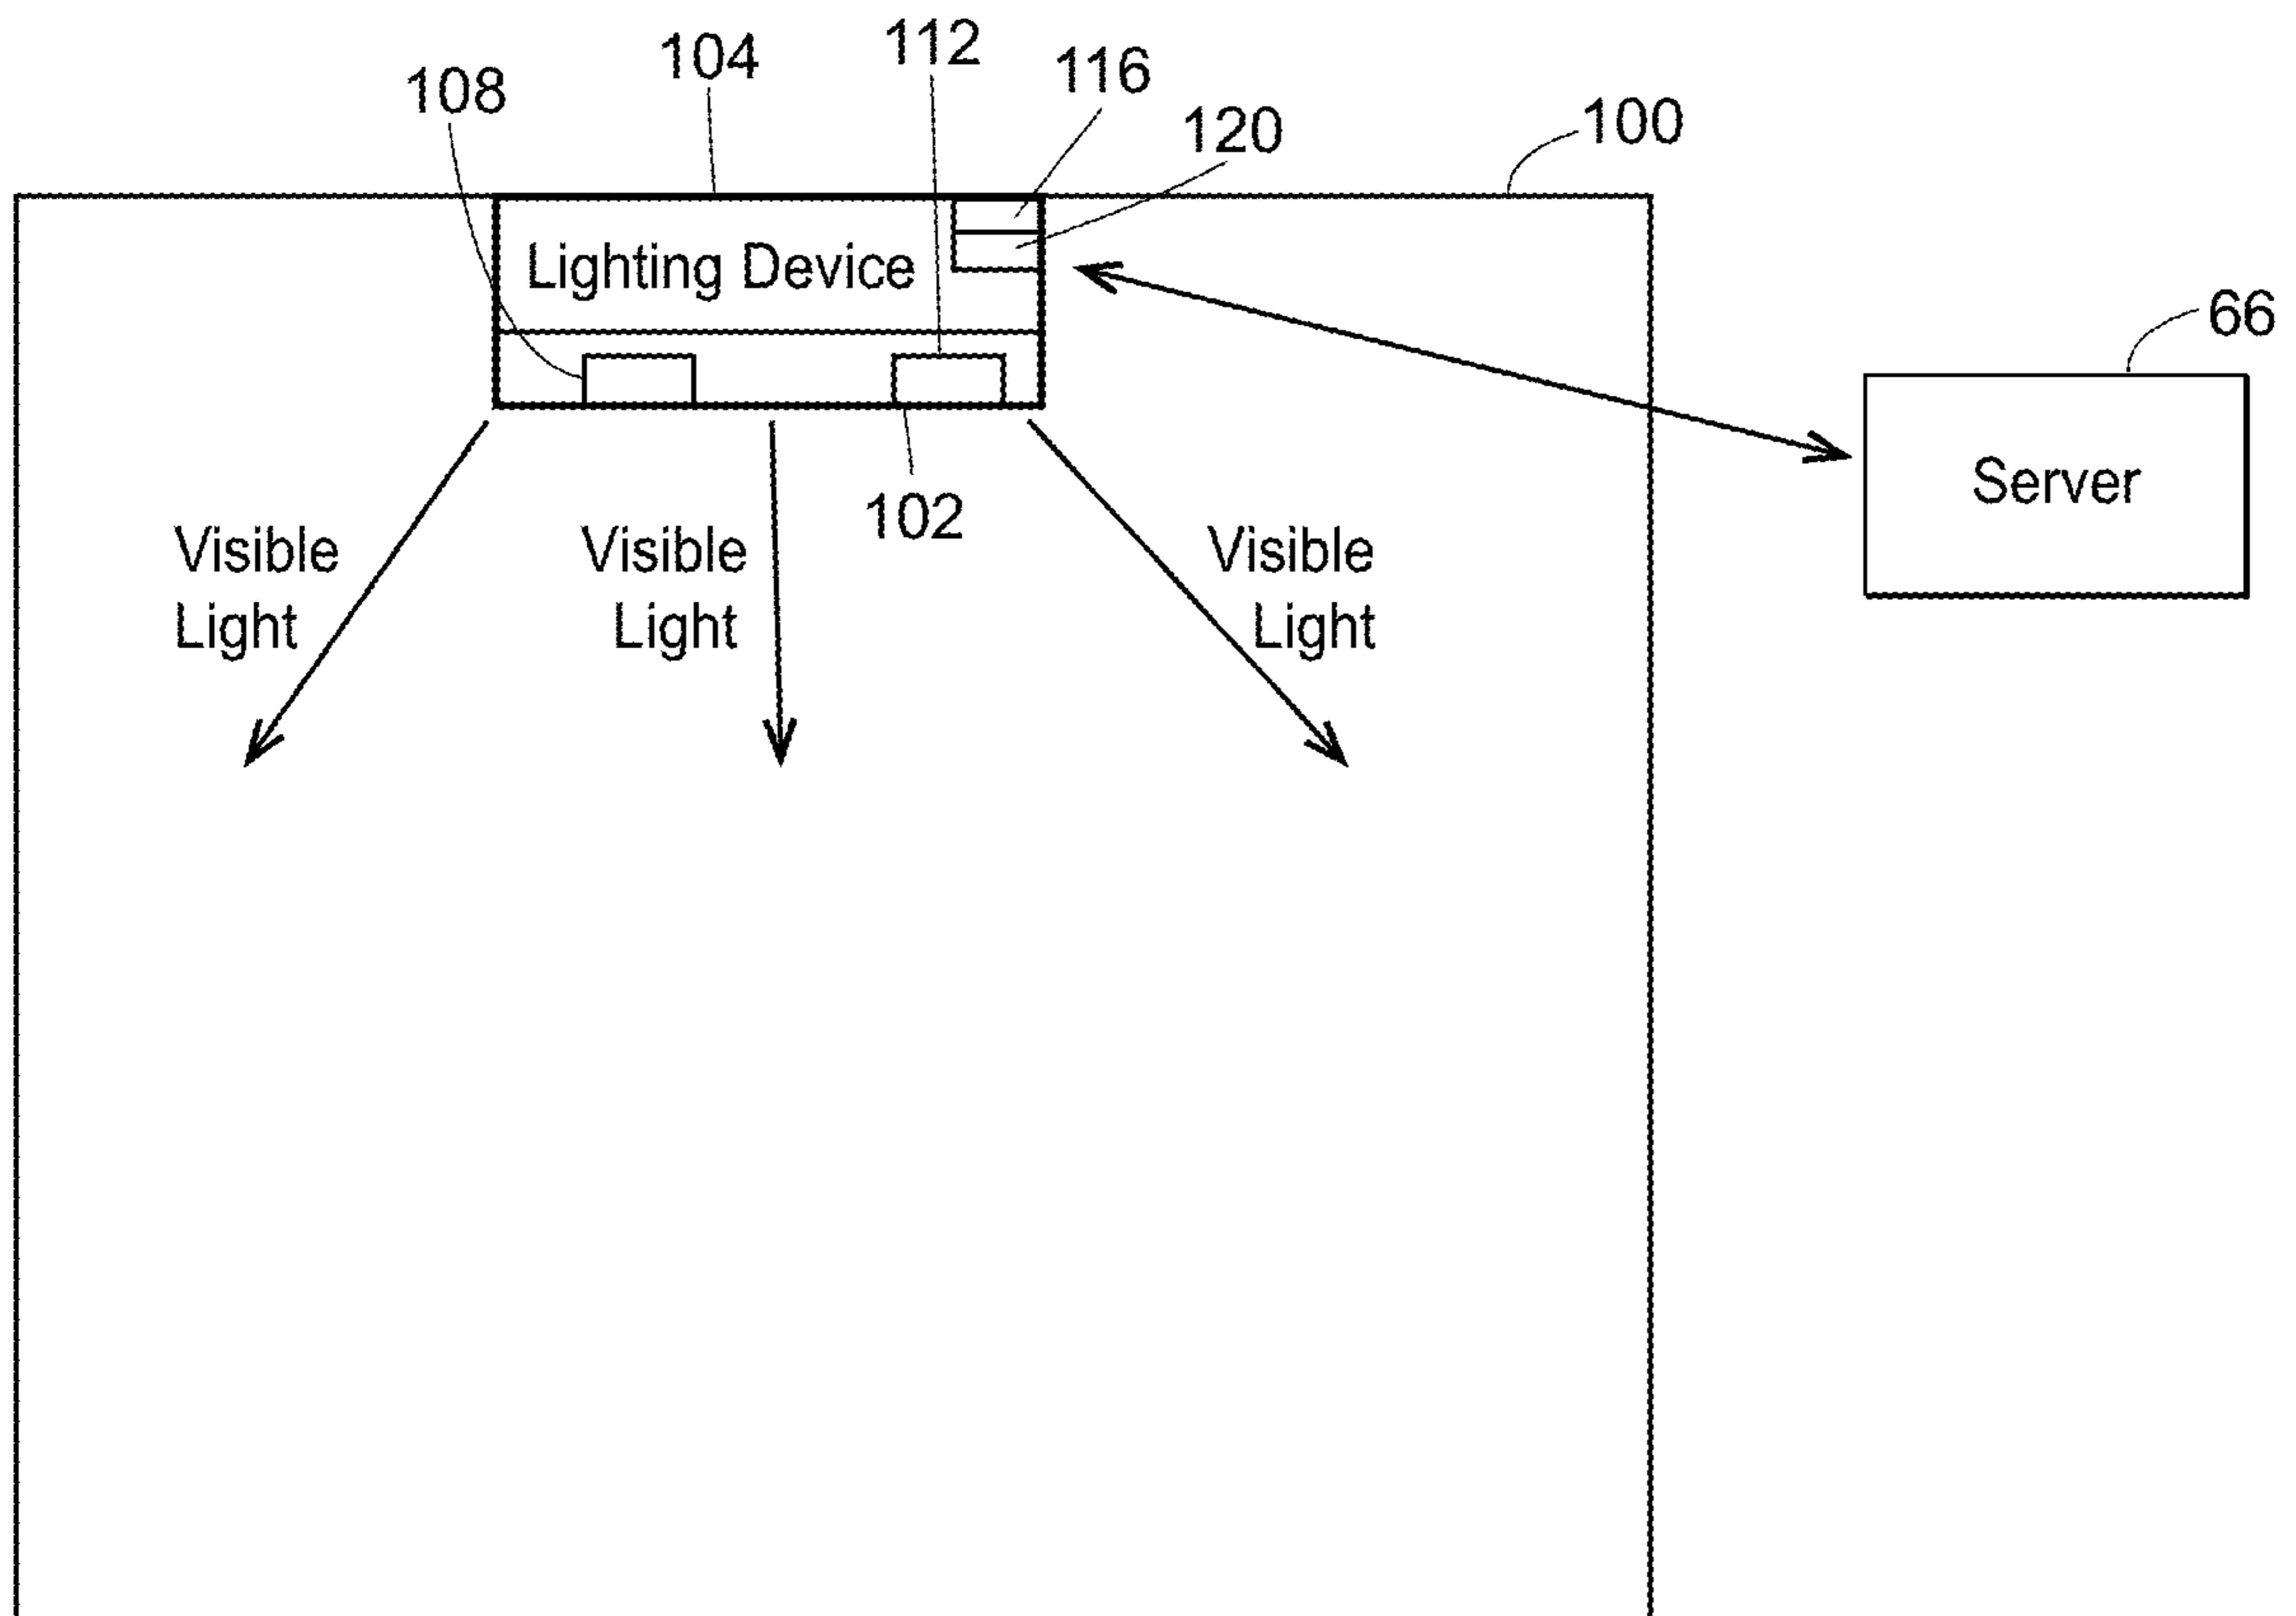 112
104
116
108
120
100
Lighting Device
66
Server
102
Visible
Light
Visible
Light
Visible
Light